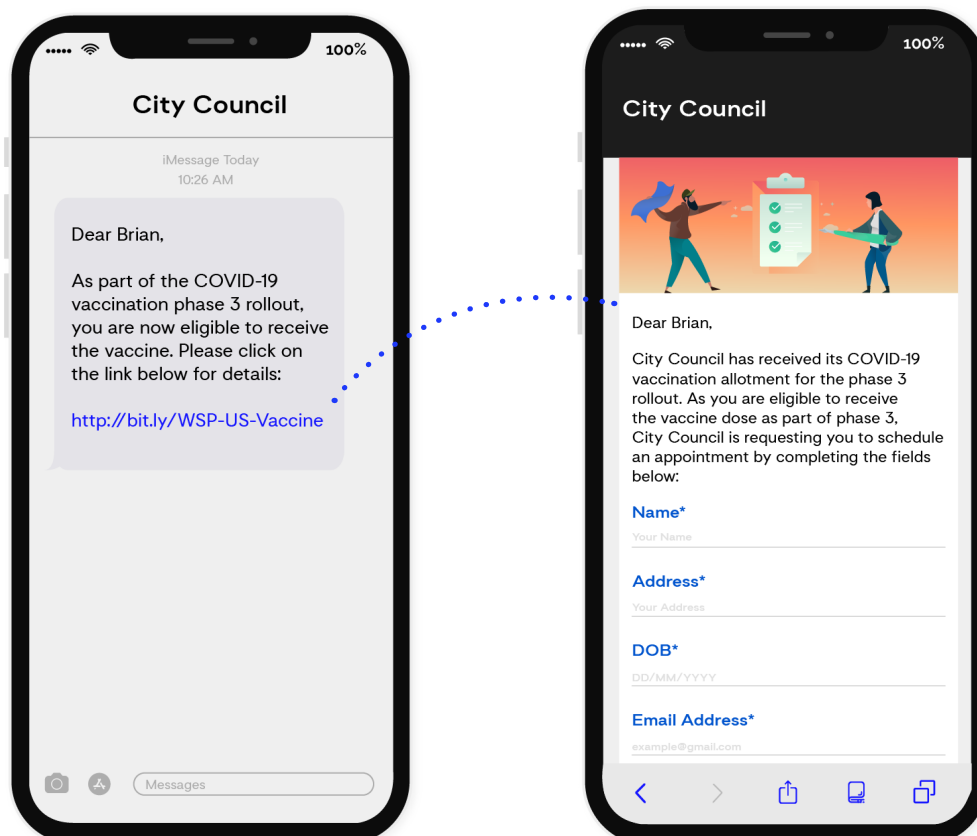 100%
City Council
iMessage Today
10:26 AM
Dear Brian,
As part of the COVID-19
vaccination phase 3 rollout,
you are now eligible to receive
the vaccine. Please click on
the link below for details:
http://bit.ly/WSP-US-Vaccine
Messages
100%
City Council
Dear Brian,
City Council has received its COVID-19
vaccination allotment for the phase 3
rollout. As you are eligible to receive
the vaccine dose as part of phase 3,
City Council is requesting you to schedule
an appointment by completing the fields
below:
Name*
Your Name
Address*
Your Address
DOB*
DD/MM/YYYY
Email Address*
example@gmail.com